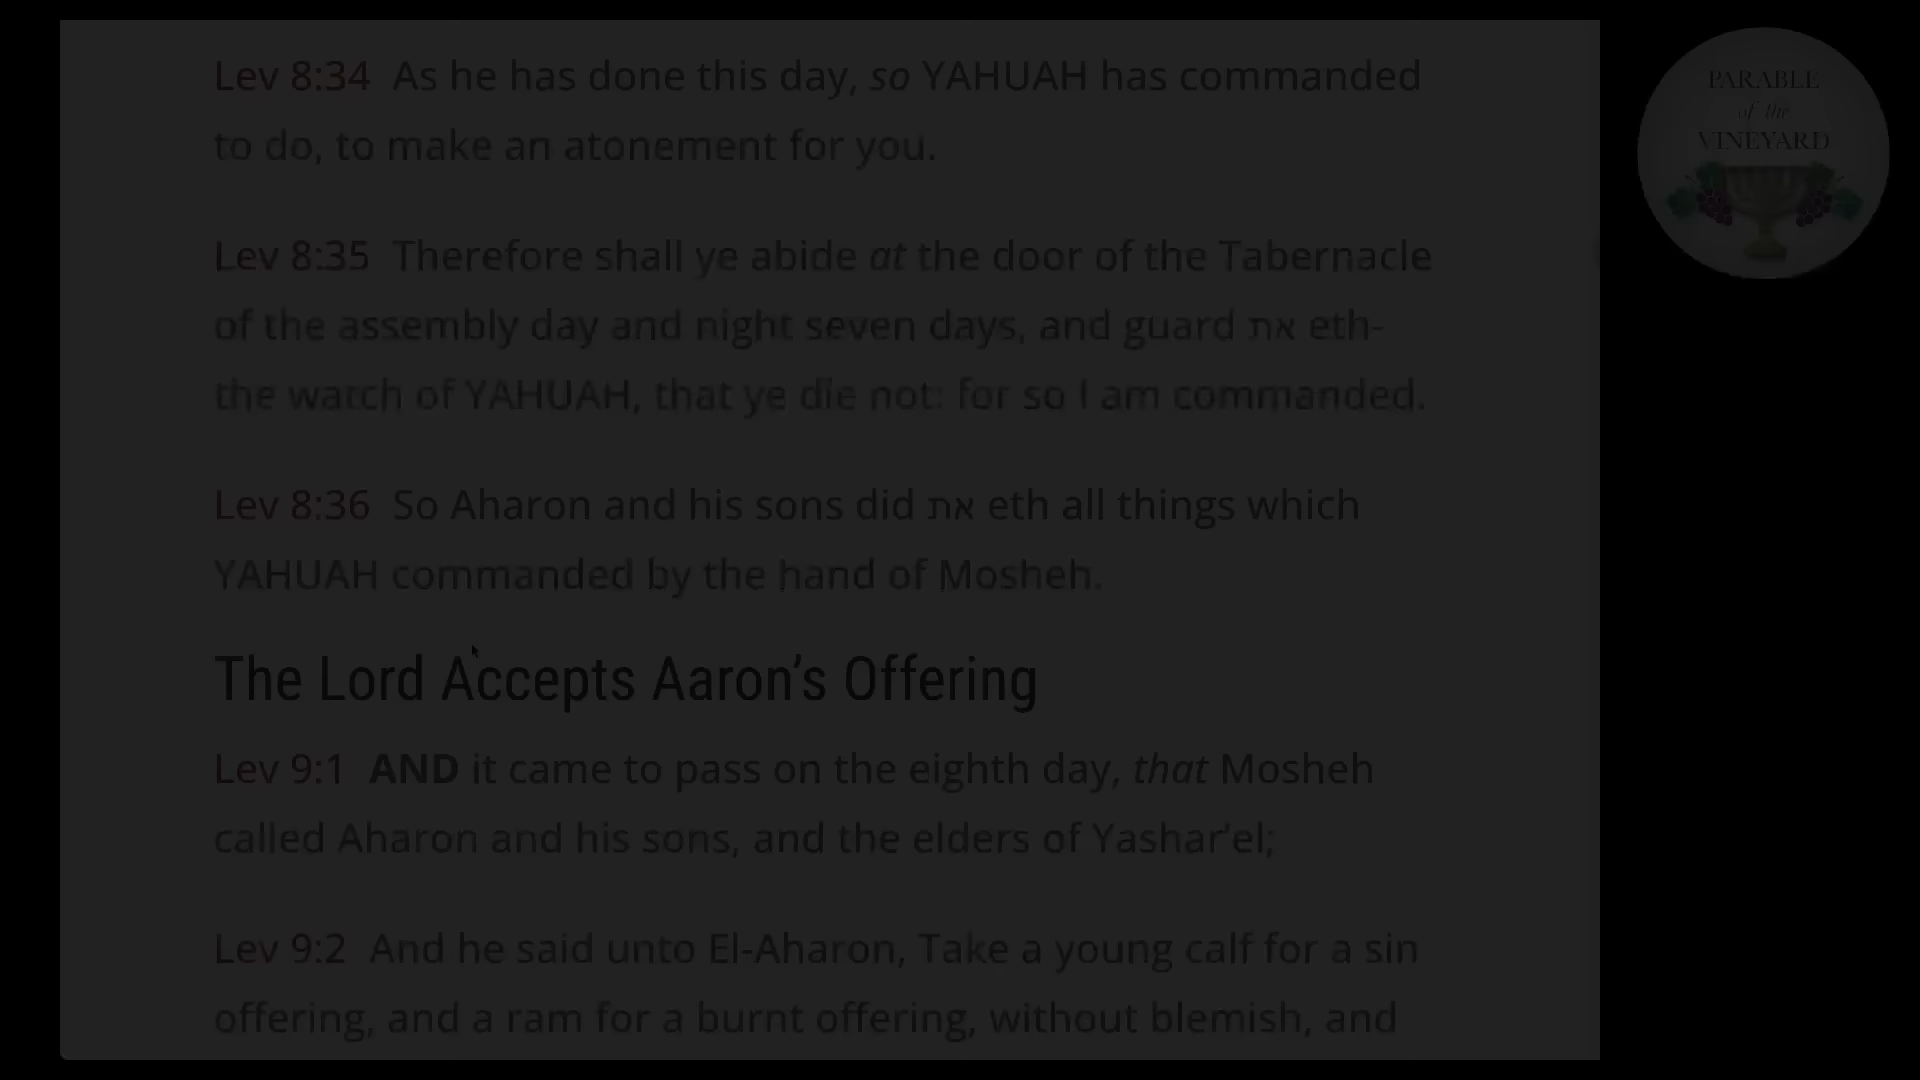 Lev 8:34 As he has done this day, so YAHUAH has commanded
to do, to make an atonement for you.
Lev 8:35 Therefore shall ye abide at the door of the Tabernacle
of the assembly day and night seven days, and guard את eth-
the watch of YAHUAH, that ye die not: for so I am commanded.
Lev 8:36 So Aharon and his sons did את eth all things which
YAHUAH commanded by the hand of Mosheh.
The Lord Accepts Aaron’s Offering
Lev 9:1 AND it came to pass on the eighth day, that Mosheh
called Aharon and his sons, and the elders of Yashar’el;
Lev 9:2 And he said unto El-Aharon, Take a young calf for a sin
offering, and a ram for a burnt offering, without blemish, and
PARABLE
of the
VINEYARD